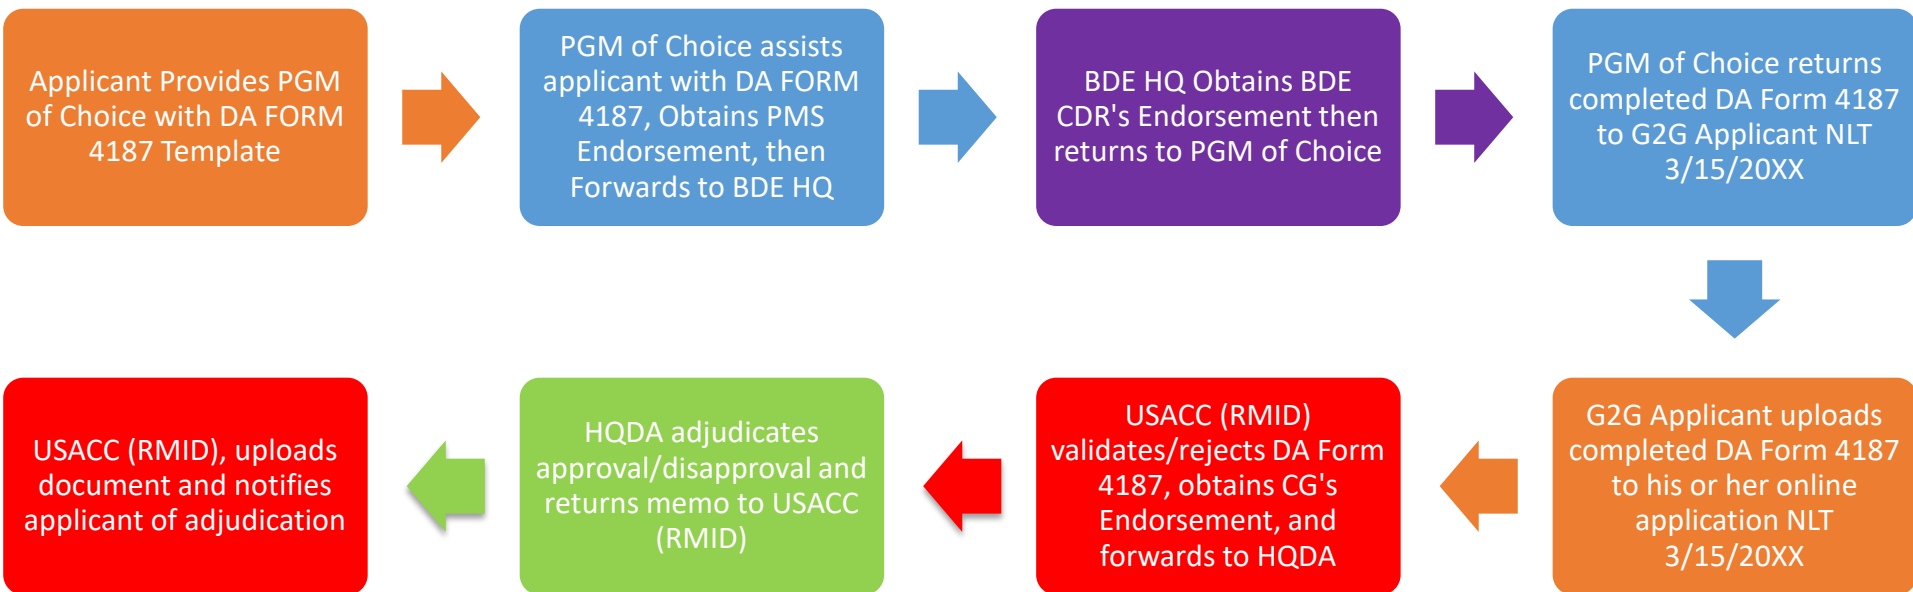 Applicant Provides PGM
of Choice with DA FORM
4187 Template
PGM of Choice assists
applicant with DA FORM
4187, Obtains PMS
Endorsement, then
Forwards to BDE HQ
BDE HQ Obtains BDE
CDR's Endorsement then
returns to PGM of Choice
PGM of Choice returns
completed DA Form 4187
to G2G Applicant NLT
3/15/20XX
G2G Applicant uploads
completed DA Form 4187
to his or her online
application NLT
3/15/20XX
USACC (RMID)
validates/rejects DA Form
4187, obtains CG's
Endorsement, and
forwards to HQDA
HQDA adjudicates
approval/disapproval and
returns memo to USACC
(RMID)
USACC (RMID), uploads
document and notifies
applicant of adjudication